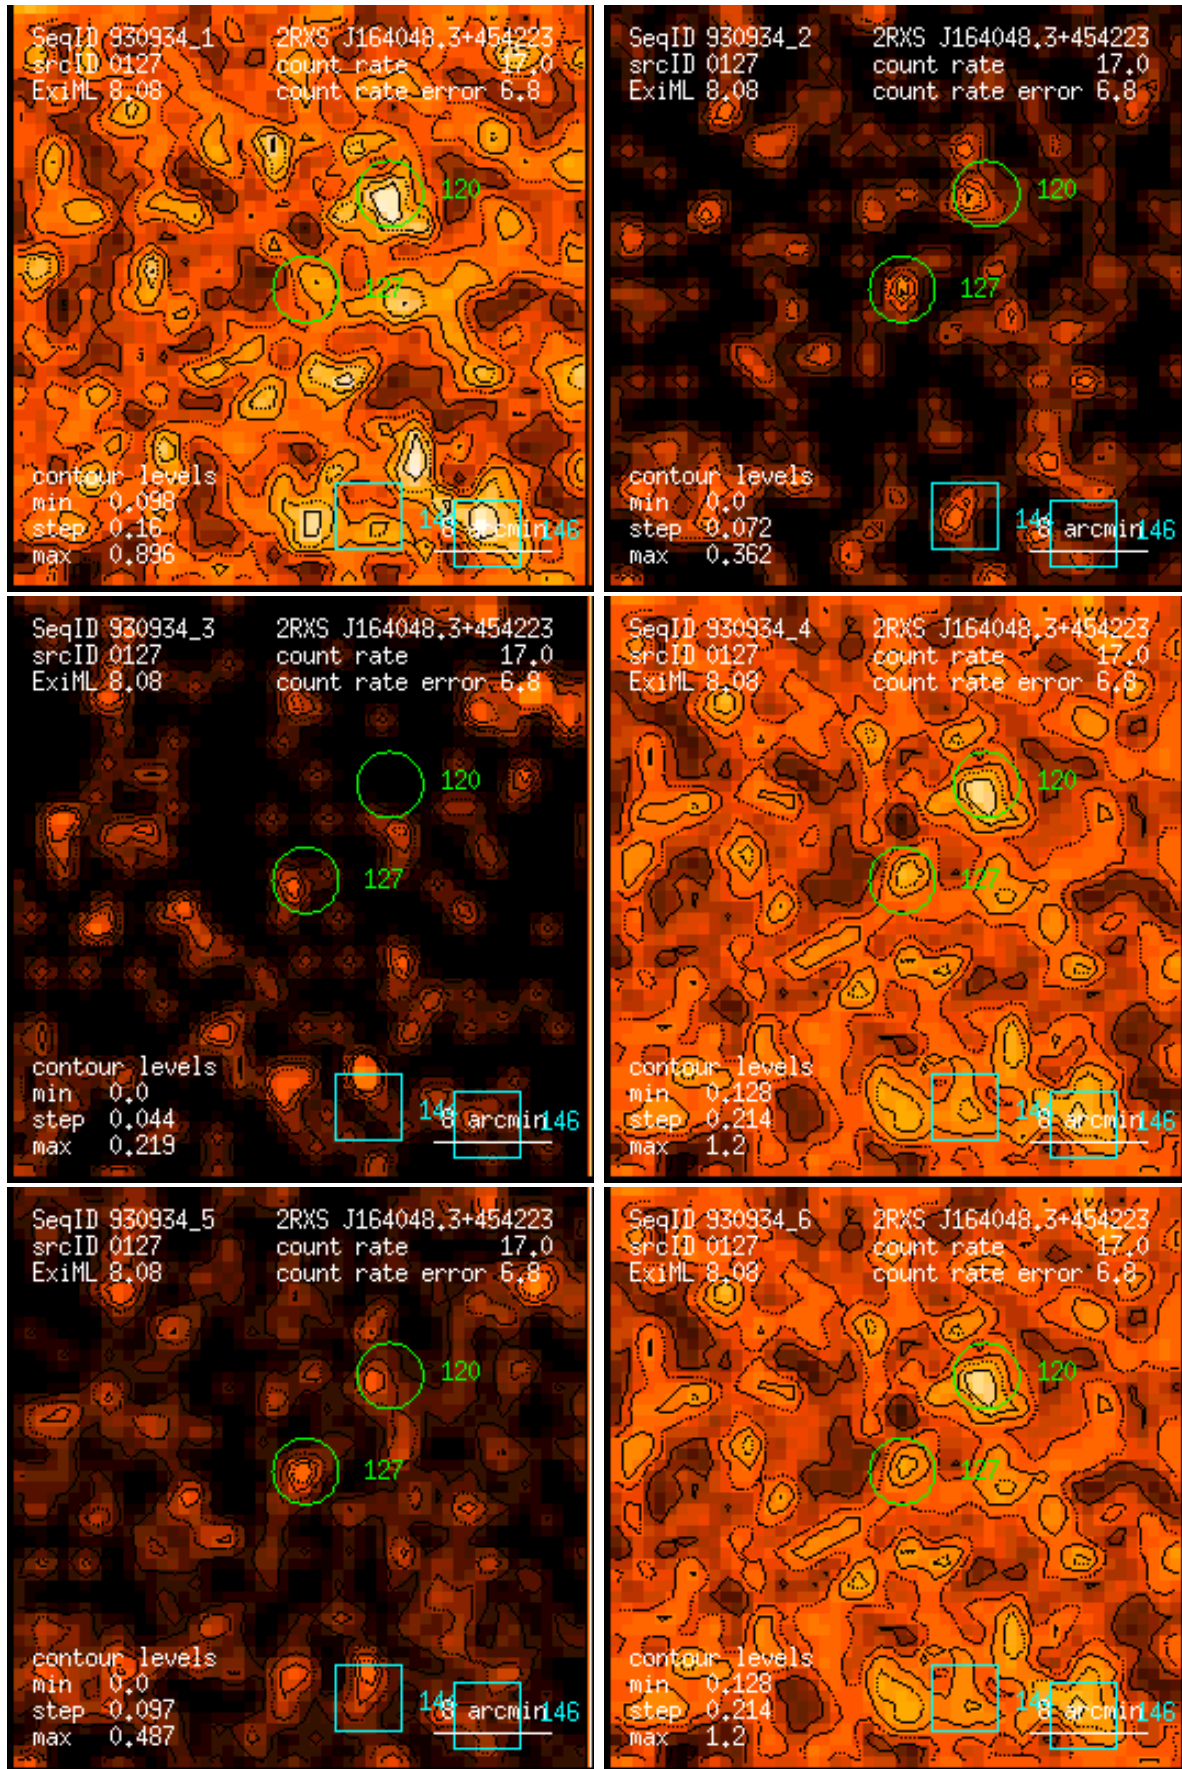 SeqID 930934_1 2RXS J164048.3+454223
srcID 0127 count rate 17.0
ExiML 8.08 count rate error 6.8
120
127
contour levels
min 0.098
step 0.16
max 0.896
144
8 arcmin
146
SeqID 930934_2 2RXS J164048.3+454223
srcID 0127 count rate 17.0
ExiML 8.08 count rate error 6.8
120
127
contour levels
min 0.0
step 0.072
max 0.362
8 arcmin
146
SeqID 930934_3 2RXS J164048.3+454223
srcID 0127 count rate 17.0
ExiML 8.08 count rate error 6.8
120
127
contour levels
min 0.0
step 0.044
max 0.219
8 arcmin
146
SeqID 930934_4 2RXS J164048.3+454223
srcID 0127 count rate 17.0
ExiML 8.08 count rate error 6.8
120
127
contour levels
min 0.128
step 0.214
max 1.2
8 arcmin
146
SeqID 930934_5 2RXS J164048.3+454223
srcID 0127 count rate 17.0
ExiML 8.08 count rate error 6.8
120
127
contour levels
min 0.0
step 0.097
max 0.487
8 arcmin
146
SeqID 930934_6 2RXS J164048.3+454223
srcID 0127 count rate 17.0
ExiML 8.08 count rate error 6.8
120
127
contour levels
min 0.128
step 0.214
max 1.2
8 arcmin
146